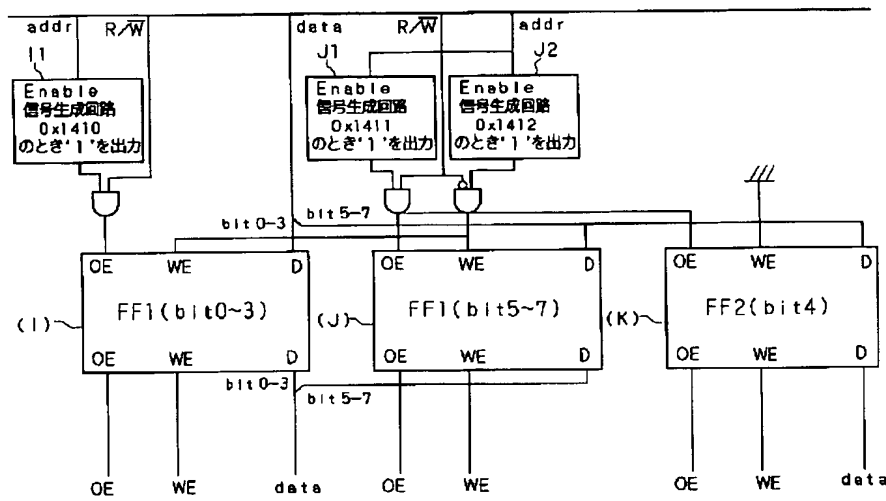 addr R/W̅ data R/W̅ addr
I1 J1 J2
Enable
信号生成回路
0x1410
のとき'1'を出力
Enable
信号生成回路
0x1411
のとき'1'を出力
Enable
信号生成回路
0x1412
のとき'1'を出力
bit0-3 bit5-7
OE WE D
FF1(bit0~3)
OE WE D
(I)
OE WE D
FF1(bit5~7)
OE WE D
(J)
OE WE D
FF2(bit4)
OE WE D
(K)
bit0-3 bit5-7
OE WE data OE WE OE WE data